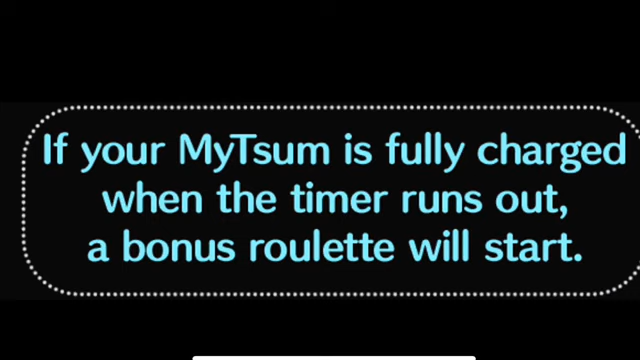 If your MyTsum is fully charged
when the timer runs out,
a bonus roulette will start.